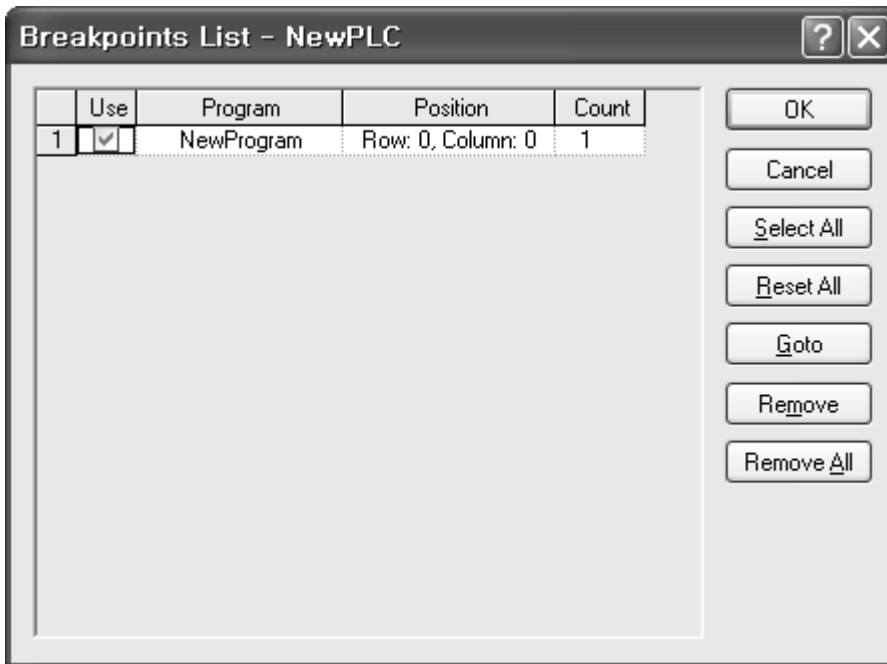 Breakpoints List - NewPLC
Use Program Position Count
1 NewProgram Row: 0, Column: 0 1
OK
Cancel
Select All
Reset All
Goto
Remove
Remove All